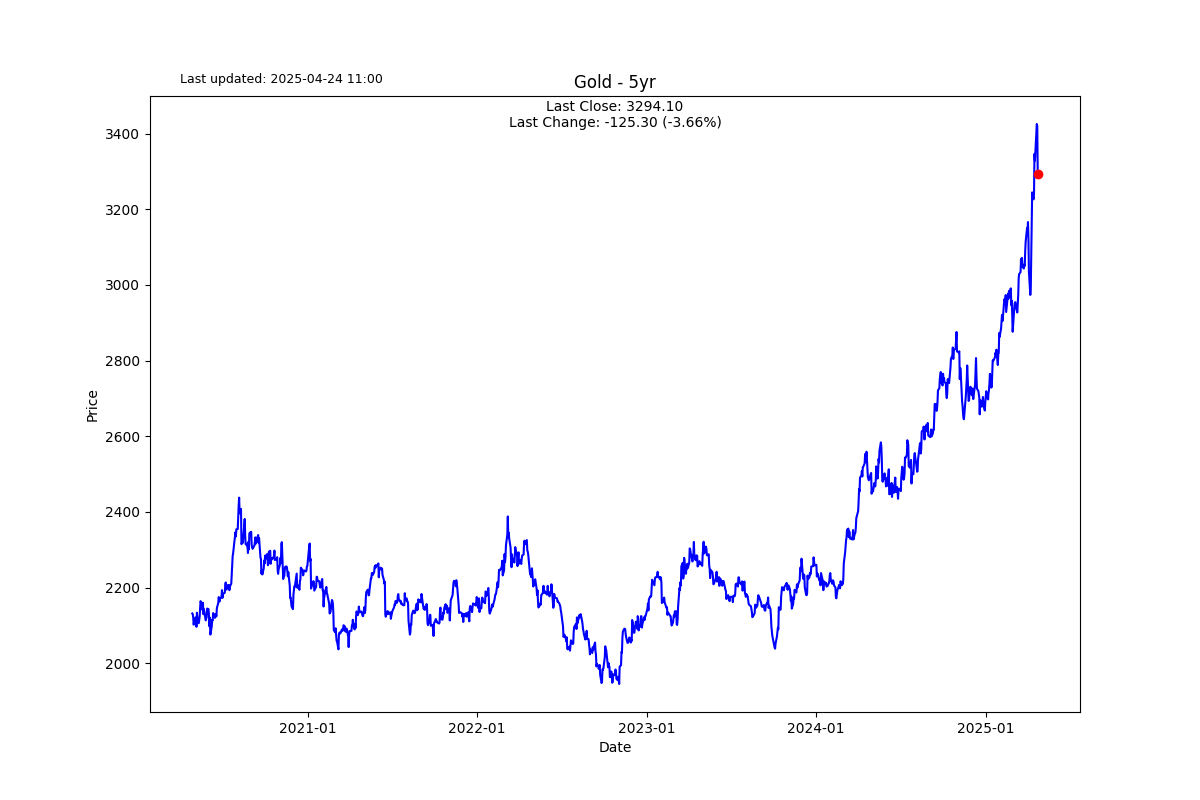 Last updated: 2025-04-24 11:00
Gold - 5yr
Last Close: 3294.10
Last Change: -125.30 (-3.66%)
3400
3200
3000
2800
2600
2400
2200
2000
Price
2021-01
2022-01
2023-01
2024-01
2025-01
Date